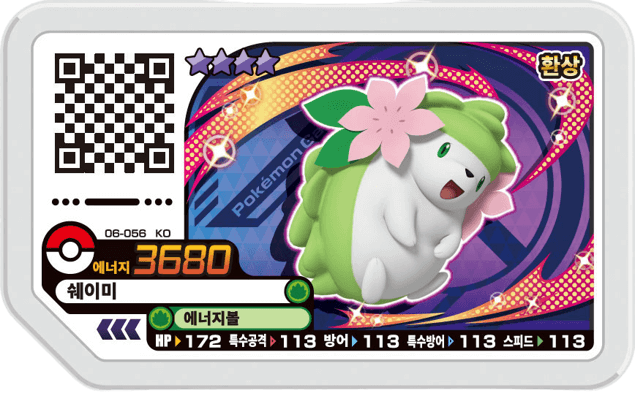 ★★★★
환상
Pokémon Ga
06-056 KO
에너지 3680
쉐이미
에너지볼
HP 172 특수공격 113 방어 113 특수방어 113 스피드 113